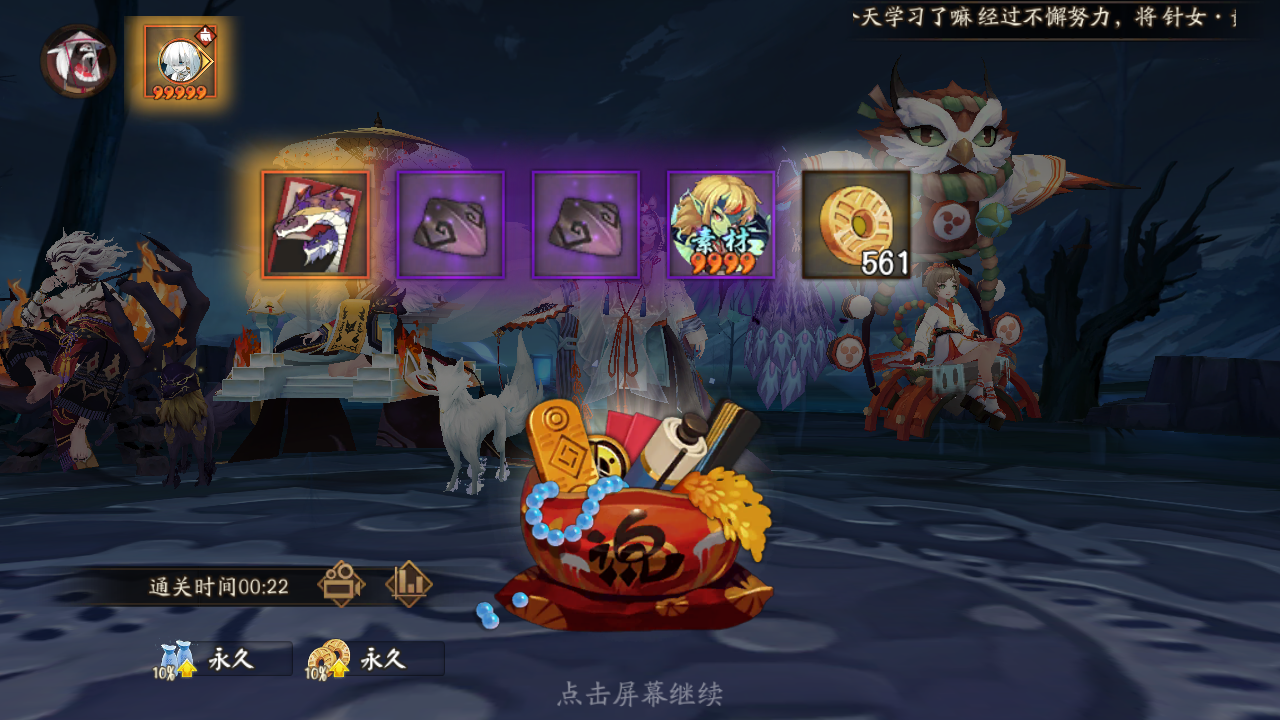 天学习了嘛 经过不懈努力，将 针女·
99999
素材
9999
561
祝
通关时间00:22
10% 永久
10% 永久
点击屏幕继续